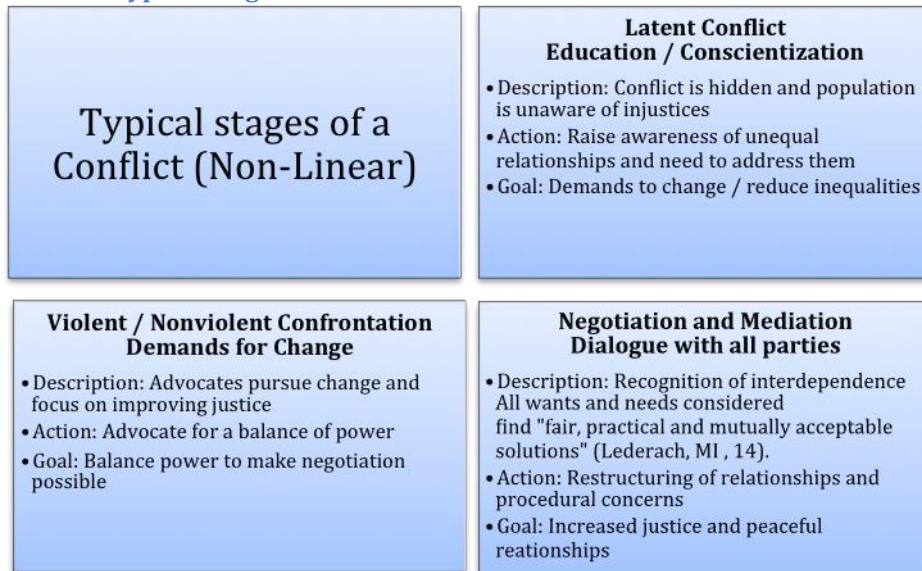 Typical stages of a
Conflict (Non-Linear)
Latent Conflict
Education / Conscientization
• Description: Conflict is hidden and population
is unaware of injustices
• Action: Raise awareness of unequal
relationships and need to address them
• Goal: Demands to change / reduce inequalities
Violent / Nonviolent Confrontation
Demands for Change
• Description: Advocates pursue change and
focus on improving justice
• Action: Advocate for a balance of power
• Goal: Balance power to make negotiation
possible
Negotiation and Mediation
Dialogue with all parties
• Description: Recognition of interdependence
All wants and needs considered
find "fair, practical and mutually acceptable
solutions" (Lederach, MI , 14).
• Action: Restructuring of relationships and
procedural concerns
• Goal: Increased justice and peaceful
reationships